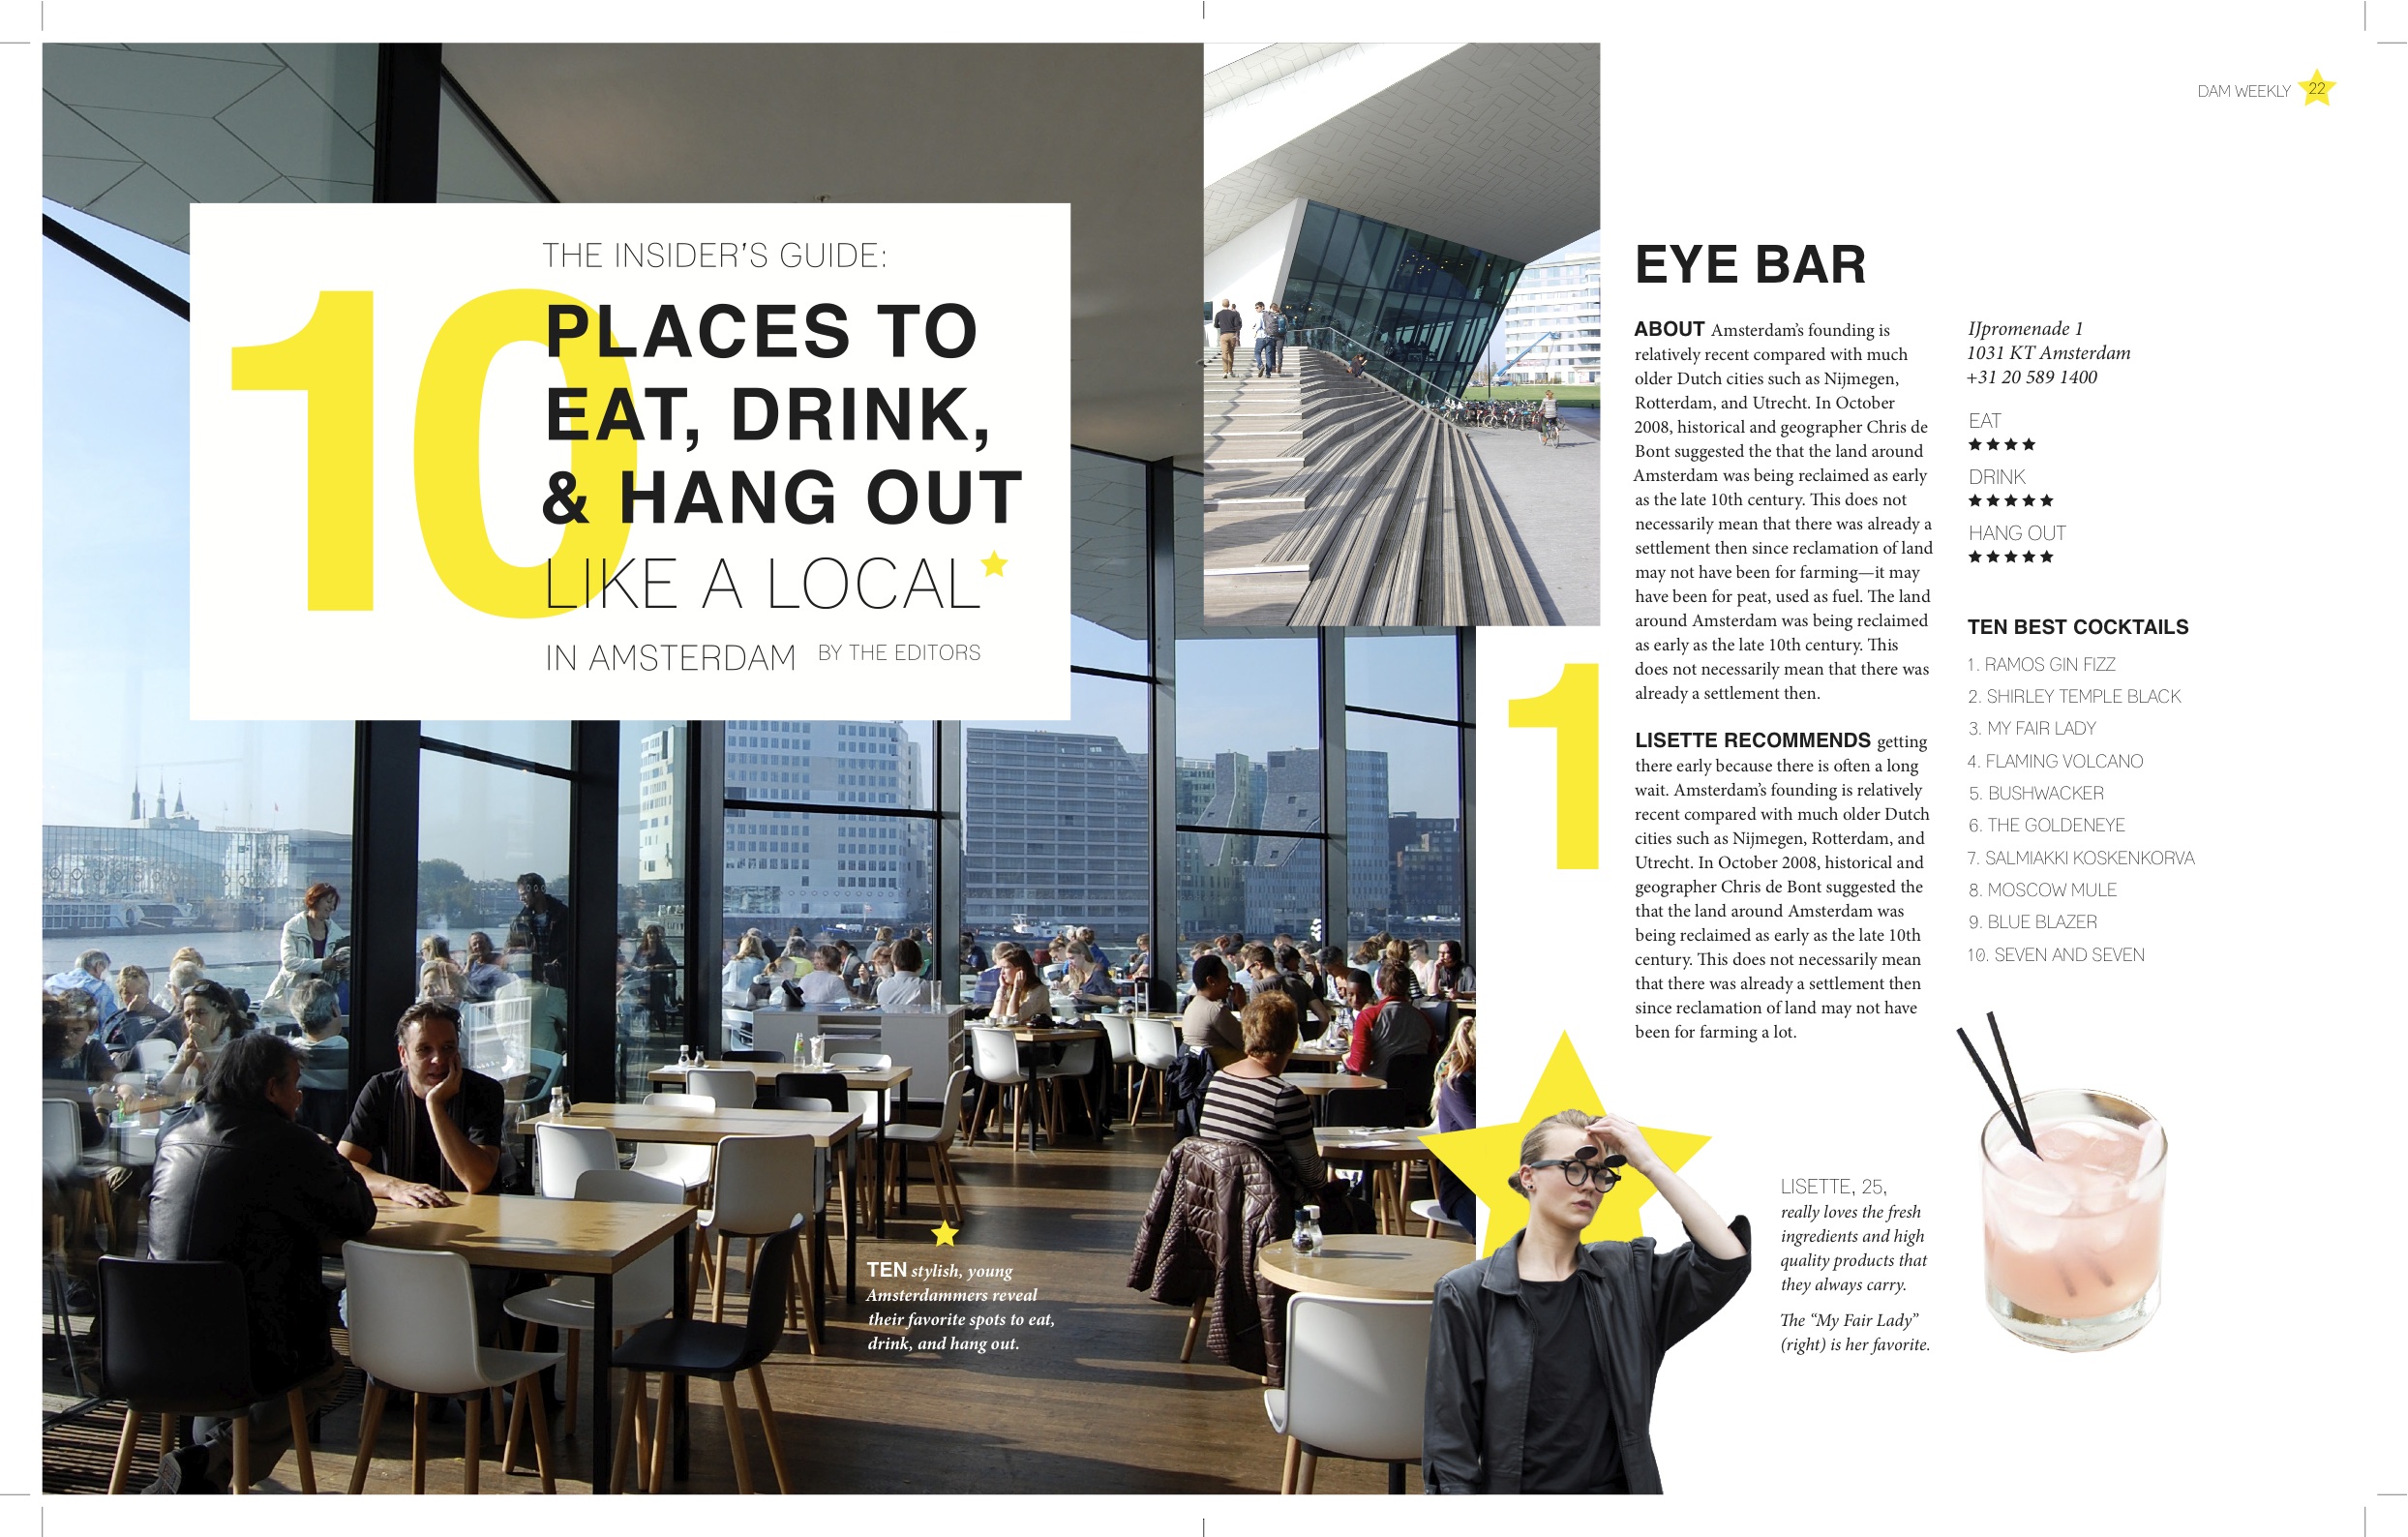 DAM WEEKLY 22
THE INSIDER'S GUIDE:
10
PLACES TO
EAT, DRINK,
& HANG OUT
LIKE A LOCAL
IN AMSTERDAM BY THE EDITORS
TEN stylish, young
Amsterdammers reveal
their favorite spots to eat,
drink, and hang out.
1
EYE BAR
ABOUT Amsterdam's founding is
relatively recent compared with much
older Dutch cities such as Nijmegen,
Rotterdam, and Utrecht. In October
2008, historical and geographer Chris de
Bont suggested the that the land around
Amsterdam was being reclaimed as early
as the late 10th century. This does not
necessarily mean that there was already a
settlement then since reclamation of land
may not have been for farming—it may
have been for peat, used as fuel. The land
around Amsterdam was being reclaimed
as early as the late 10th century. This
does not necessarily mean that there was
already a settlement then.
LISETTE RECOMMENDS getting
there early because there is often a long
wait. Amsterdam's founding is relatively
recent compared with much older Dutch
cities such as Nijmegen, Rotterdam, and
Utrecht. In October 2008, historical and
geographer Chris de Bont suggested the
that the land around Amsterdam was
being reclaimed as early as the late 10th
century. This does not necessarily mean
that there was already a settlement then
since reclamation of land may not have
been for farming a lot.
IJpromenade 1
1031 KT Amsterdam
+31 20 589 1400
EAT
★★★★
DRINK
★★★★★
HANG OUT
★★★★★
TEN BEST COCKTAILS
1. RAMOS GIN FIZZ
2. SHIRLEY TEMPLE BLACK
3. MY FAIR LADY
4. FLAMING VOLCANO
5. BUSHWACKER
6. THE GOLDENEYE
7. SALMIAKKI KOSKENKORVA
8. MOSCOW MULE
9. BLUE BLAZER
10. SEVEN AND SEVEN
LISETTE, 25,
really loves the fresh
ingredients and high
quality products that
they always carry.
The “My Fair Lady”
(right) is her favorite.